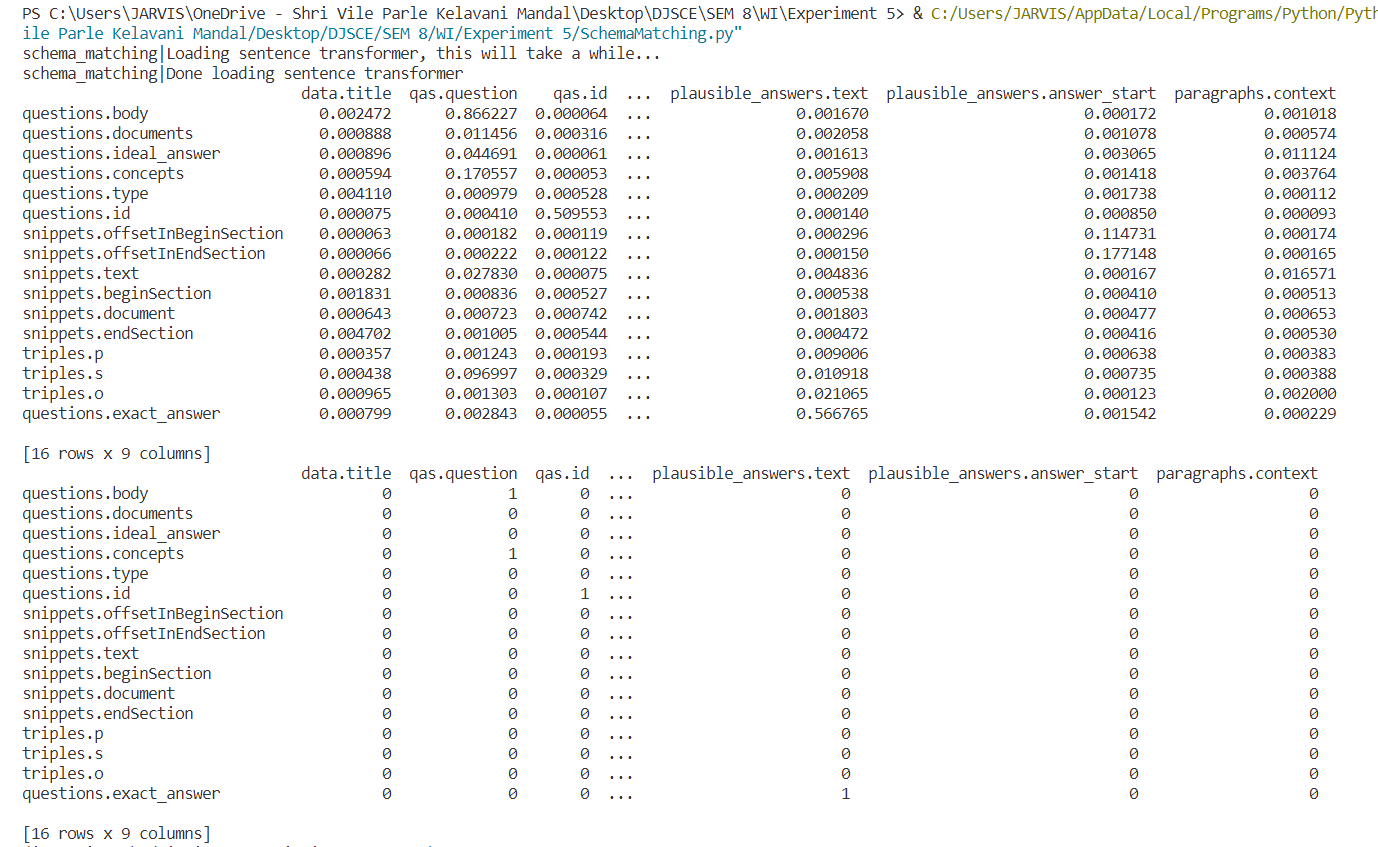 PS C:\Users\JARVIS\OneDrive - Shri Vile Parle Kelavani Mandal\Desktop\DJSCE\SEM 8\WI\Experiment 5> & C:/Users/JARVIS/AppData/Local/Programs/Python/Pyth
ile Parle Kelavani Mandal/Desktop/DJSCE/SEM 8/WI/Experiment 5/SchemaMatching.py"
schema_matching|Loading sentence transformer, this will take a while...
schema_matching|Done loading sentence transformer
data.title qas.question qas.id ... plausible_answers.text plausible_answers.answer_start paragraphs.context
questions.body 0.002472 0.866227 0.000064 ... 0.001670 0.000172 0.001018
questions.documents 0.000888 0.011456 0.000316 ... 0.002058 0.001078 0.000574
questions.ideal_answer 0.000896 0.044691 0.000061 ... 0.001613 0.003065 0.011124
questions.concepts 0.000594 0.170557 0.000053 ... 0.005908 0.001418 0.003764
questions.type 0.004110 0.000979 0.000528 ... 0.000209 0.001738 0.000112
questions.id 0.000075 0.000410 0.509553 ... 0.000140 0.000850 0.000093
snippets.offsetInBeginSection 0.000063 0.000182 0.000119 ... 0.000296 0.114731 0.000174
snippets.offsetInEndSection 0.000066 0.000222 0.000122 ... 0.000150 0.177148 0.000165
snippets.text 0.000282 0.027830 0.000075 ... 0.004836 0.000167 0.016571
snippets.beginSection 0.001831 0.000836 0.000527 ... 0.000538 0.000410 0.000513
snippets.document 0.000643 0.000723 0.000742 ... 0.001803 0.000477 0.000653
snippets.endSection 0.004702 0.001005 0.000544 ... 0.000472 0.000416 0.000530
triples.p 0.000357 0.001243 0.000193 ... 0.009006 0.000638 0.000383
triples.s 0.000438 0.096997 0.000329 ... 0.010918 0.000735 0.000388
triples.o 0.000965 0.001303 0.000107 ... 0.021065 0.000123 0.002000
questions.exact_answer 0.000799 0.002843 0.000055 ... 0.566765 0.001542 0.000229
[16 rows x 9 columns]
data.title qas.question qas.id ... plausible_answers.text plausible_answers.answer_start paragraphs.context
questions.body 0 1 0 ... 0 0 0
questions.documents 0 0 0 ... 0 0 0
questions.ideal_answer 0 0 0 ... 0 0 0
questions.concepts 0 1 0 ... 0 0 0
questions.type 0 0 0 ... 0 0 0
questions.id 0 0 1 ... 0 0 0
snippets.offsetInBeginSection 0 0 0 ... 0 0 0
snippets.offsetInEndSection 0 0 0 ... 0 0 0
snippets.text 0 0 0 ... 0 0 0
snippets.beginSection 0 0 0 ... 0 0 0
snippets.document 0 0 0 ... 0 0 0
snippets.endSection 0 0 0 ... 0 0 0
triples.p 0 0 0 ... 0 0 0
triples.s 0 0 0 ... 0 0 0
triples.o 0 0 0 ... 0 0 0
questions.exact_answer 0 0 0 ... 1 0 0
[16 rows x 9 columns]